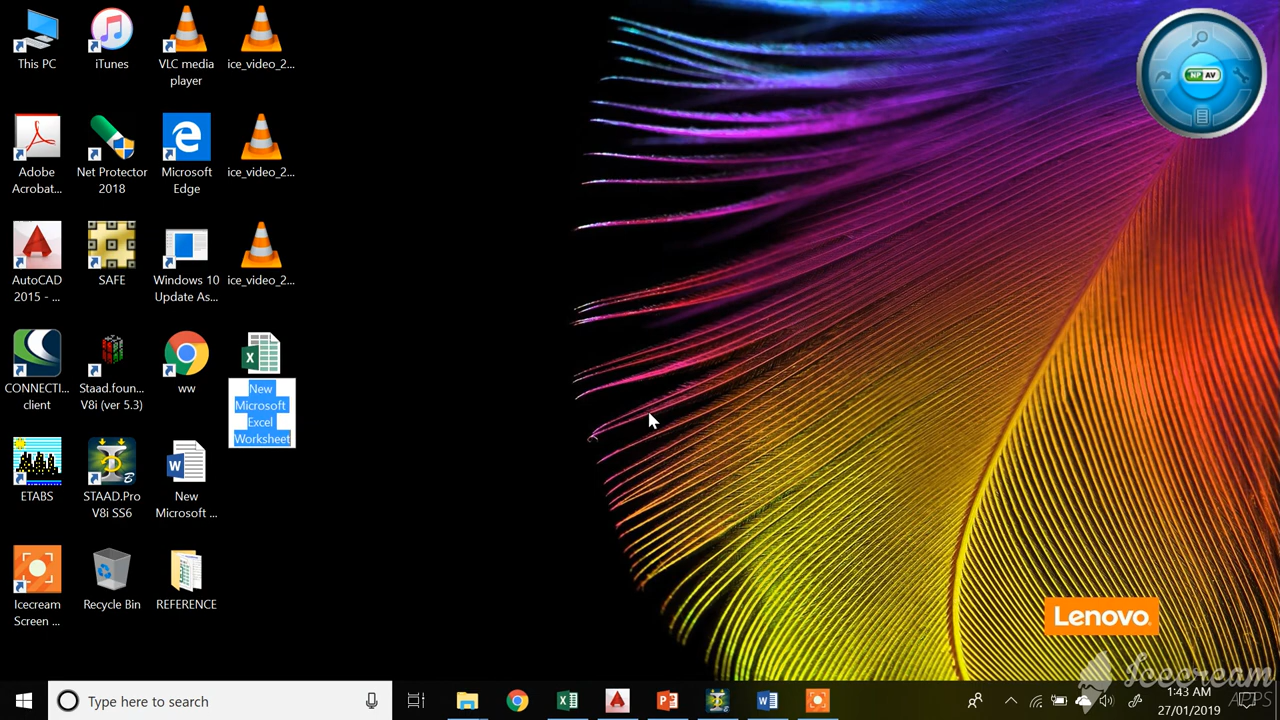 This PC
iTunes
VLC media
player
ice_video_2...
Adobe
Acrobat...
Net Protector
2018
Microsoft
Edge
ice_video_2...
AutoCAD
2015 - ...
SAFE
Windows 10
Update As...
ice_video_2...
CONNECTI...
client
Staad.foun...
V8i (ver 5.3)
ww
New
Microsoft
Excel
Worksheet
ETABS
STAAD.Pro
V8i SS6
New
Microsoft ...
Icecream
Screen ...
Recycle Bin
REFERENCE
NP AV
Lenovo
Icecream
APPS
Type here to search
1:43 AM
27/01/2019